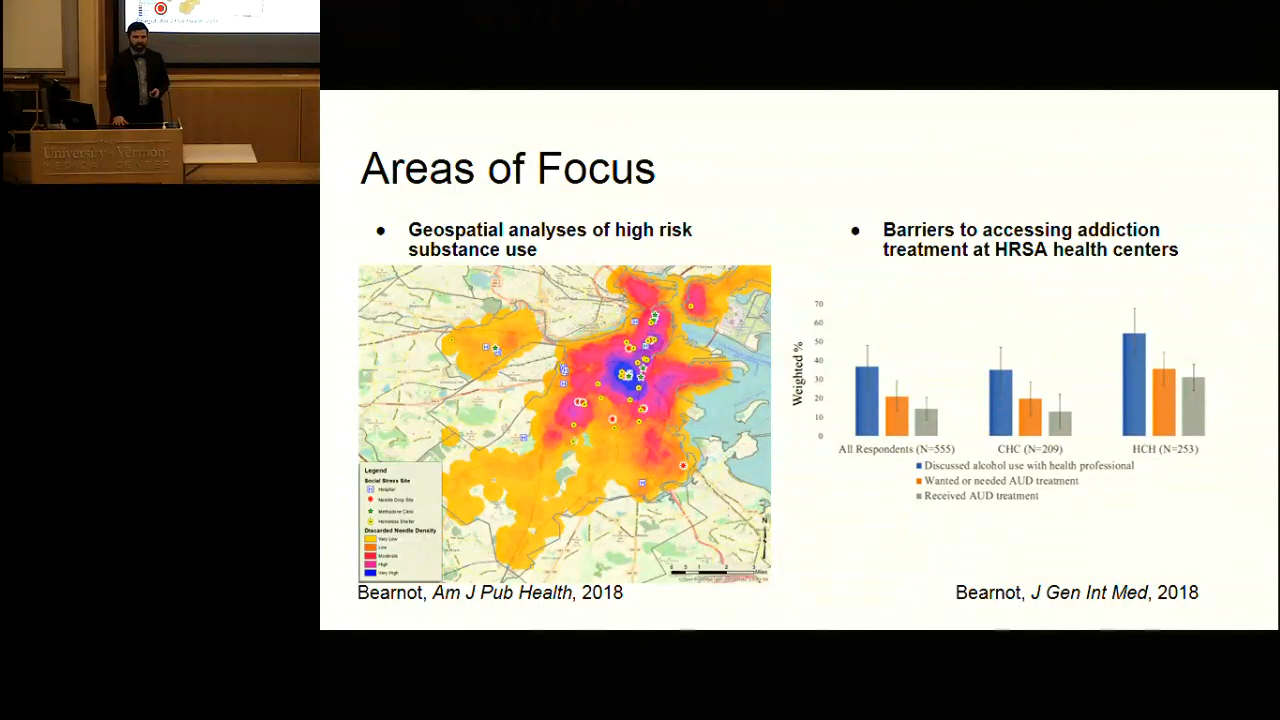 THE
University of Vermont
MEDICAL CENTER
Areas of Focus
● Geospatial analyses of high risk
substance use
● Barriers to accessing addiction
treatment at HRSA health centers
Legend
Social Stress Site
Hospital
Needle Drop Site
Methadone Clinic
Homeless Shelter
Discarded Needle Density
Very Low
Low
Moderate
High
Very High
N
Miles
Bearnot, Am J Pub Health, 2018
Weighted %
70
60
50
40
30
20
10
0
All Respondents (N=555)
CHC (N=209)
HCH (N=253)
Discussed alcohol use with health professional
Wanted or needed AUD treatment
Received AUD treatment
Bearnot, J Gen Int Med, 2018